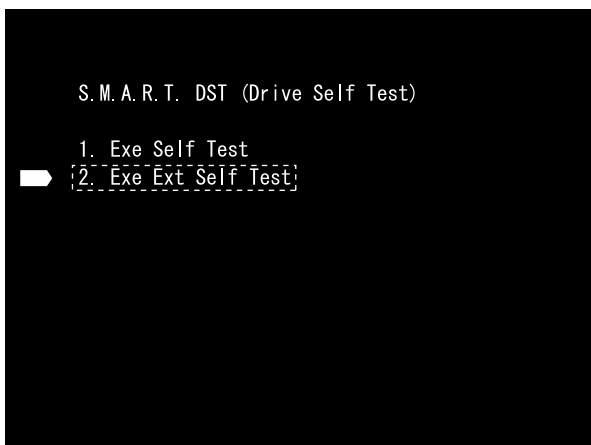 S.M.A.R.T. DST (Drive Self Test)
1. Exe Self Test
2. Exe Ext Self Test